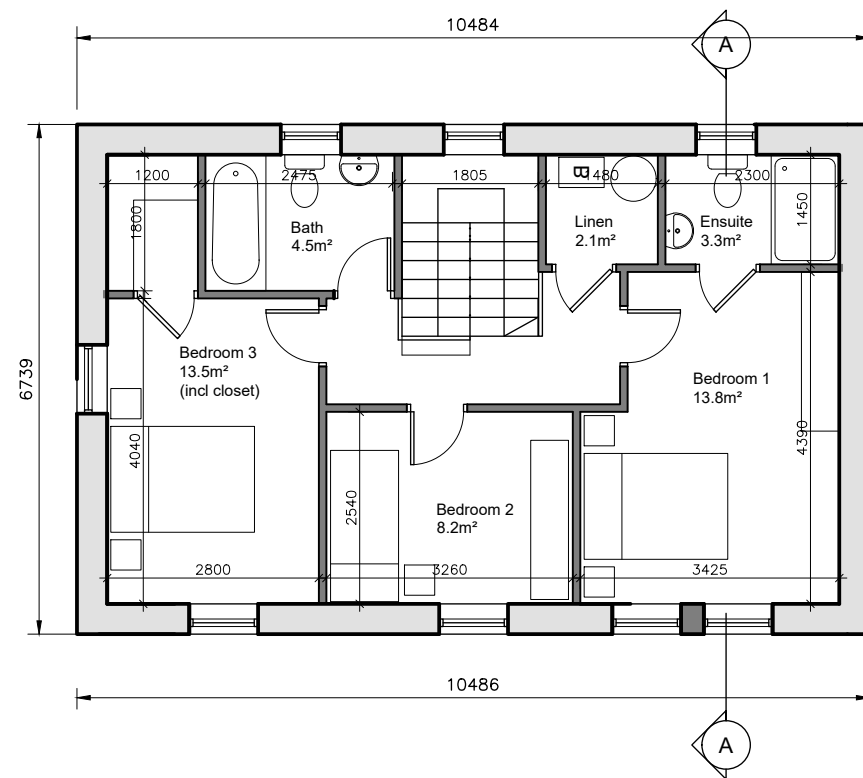 10484
A
1200
2475
1805
B
1480
2300
1800
1450
Bath
4.5m²
Linen
2.1m²
Ensuite
3.3m²
Bedroom 3
13.5m²
(incl closet)
Bedroom 1
13.8m²
6739
4040
4390
2540
Bedroom 2
8.2m²
2800
3260
3425
10486
A